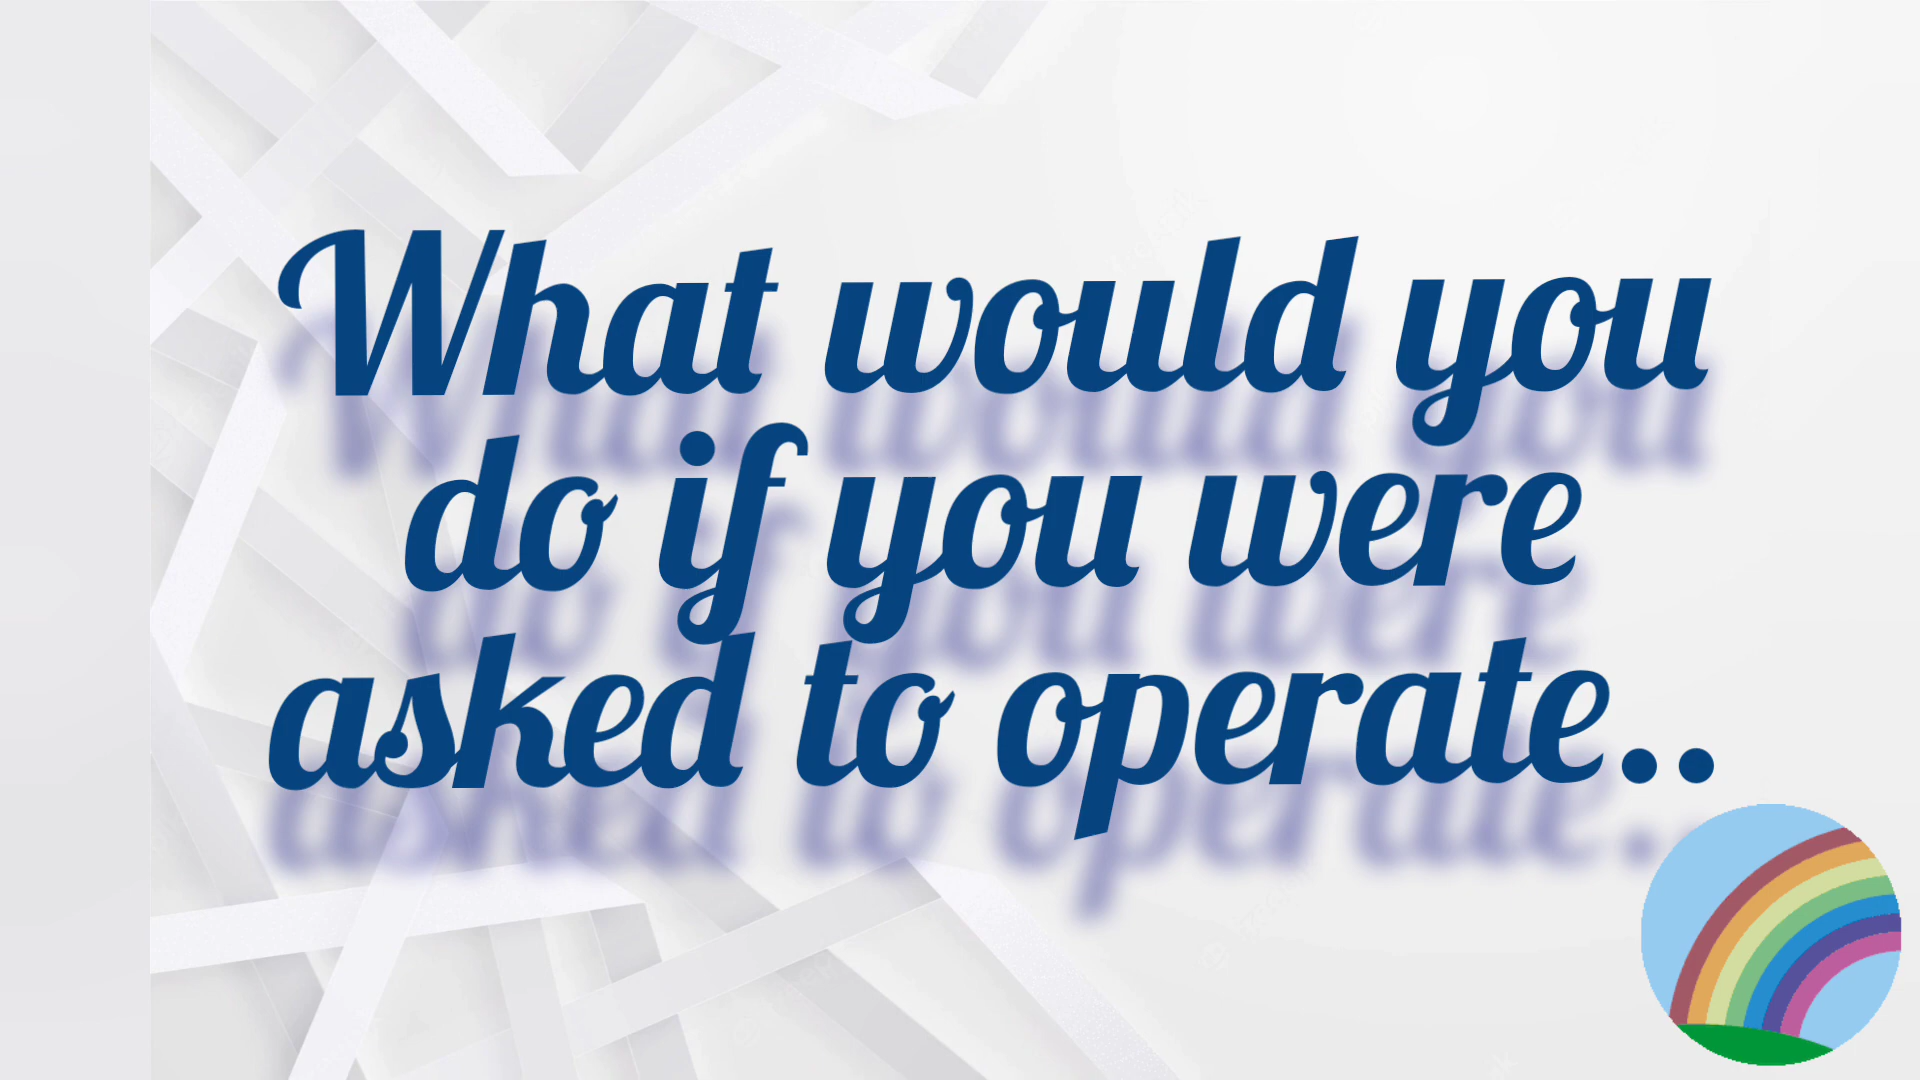 What would you
do if you were
asked to operate..